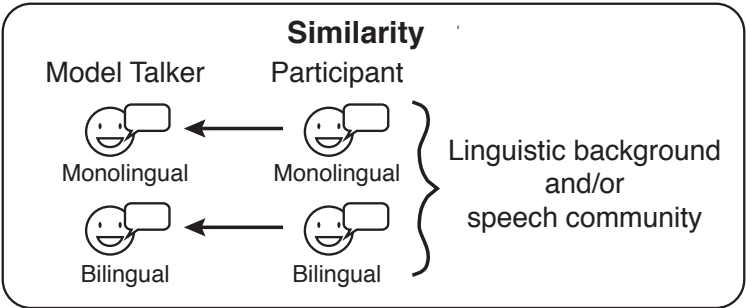 Similarity
Model Talker Participant
Monolingual Monolingual
Bilingual Bilingual
Linguistic background
and/or
speech community